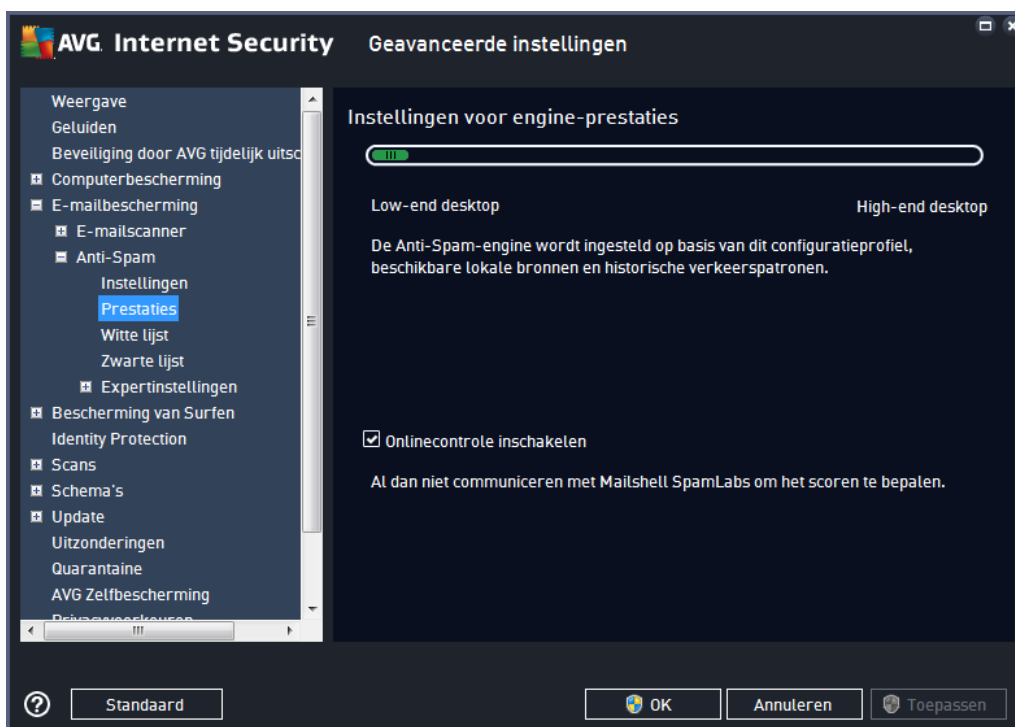 AVG. Internet Security Geavanceerde instellingen
Weergave
Geluiden
Beveiliging door AVG tijdelijk uitsc
Computerbescherming
E-mailbescherming
E-mailscanner
Anti-Spam
Instellingen
Prestaties
Witte lijst
Zwarte lijst
Expertinstellingen
Bescherming van Surfen
Identity Protection
Scans
Schema's
Update
Uitzonderingen
Quarantaine
AVG Zelfbescherming
Privacyvoorkeuren
Instellingen voor engine-prestaties
Low-end desktop High-end desktop
De Anti-Spam-engine wordt ingesteld op basis van dit configuratieprofiel,
beschikbare lokale bronnen en historische verkeerspatronen.
Onlinecontrole inschakelen
Al dan niet communiceren met Mailshell SpamLabs om het scoren te bepalen.
? Standaard OK Annuleren Toepassen